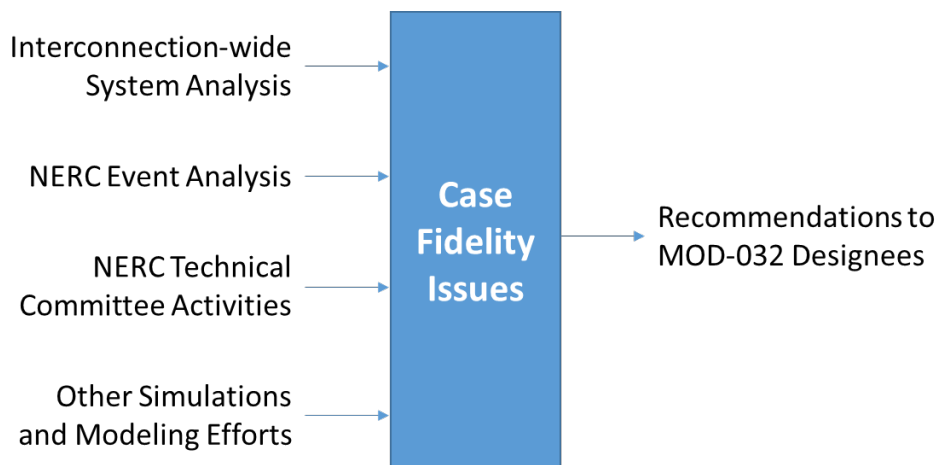 Interconnection-wide
System Analysis
NERC Event Analysis
NERC Technical
Committee Activities
Other Simulations
and Modeling Efforts
Case
Fidelity
Issues
Recommendations to
MOD-032 Designees